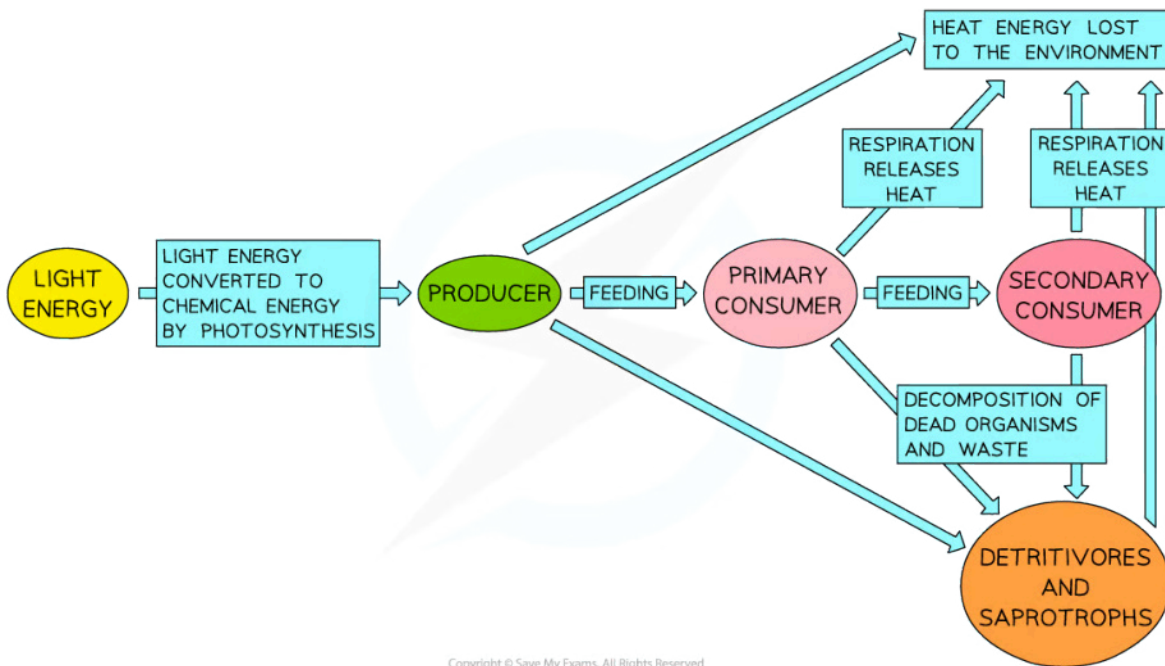 HEAT ENERGY LOST
TO THE ENVIRONMENT
RESPIRATION
RELEASES
HEAT
RESPIRATION
RELEASES
HEAT
LIGHT
ENERGY
LIGHT ENERGY
CONVERTED TO
CHEMICAL ENERGY
BY PHOTOSYNTHESIS
PRODUCER
FEEDING
PRIMARY
CONSUMER
FEEDING
SECONDARY
CONSUMER
DECOMPOSITION OF
DEAD ORGANISMS
AND WASTE
DETRITIVORES
AND
SAPROTROPHS
Copyright © Save My Exams. All Rights Reserved